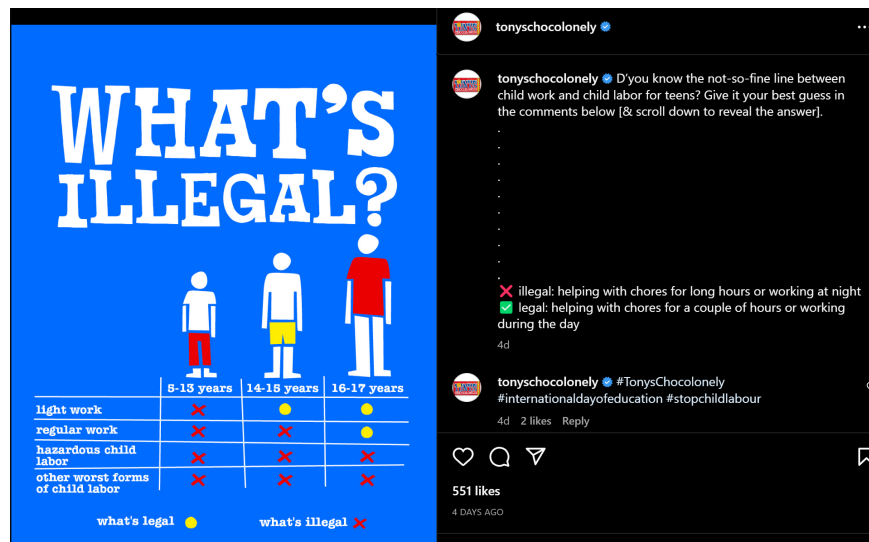 WHAT'S
ILLEGAL?
5-13 years 14-15 years 16-17 years
light work
regular work
hazardous child
labor
other worst forms
of child labor
what's legal
what's illegal
tonyschocolonely
tonyschocolonely D'you know the not-so-fine line between
child work and child labor for teens? Give it your best guess in
the comments below [& scroll down to reveal the answer].
.
.
.
.
.
.
.
.
.
.
.
.
❌ illegal: helping with chores for long hours or working at night
✅ legal: helping with chores for a couple of hours or working
during the day
4d
tonyschocolonely #TonysChocolonely
#internationaldayofeducation #stopchildlabour
4d 2 likes Reply
551 likes
4 DAYS AGO